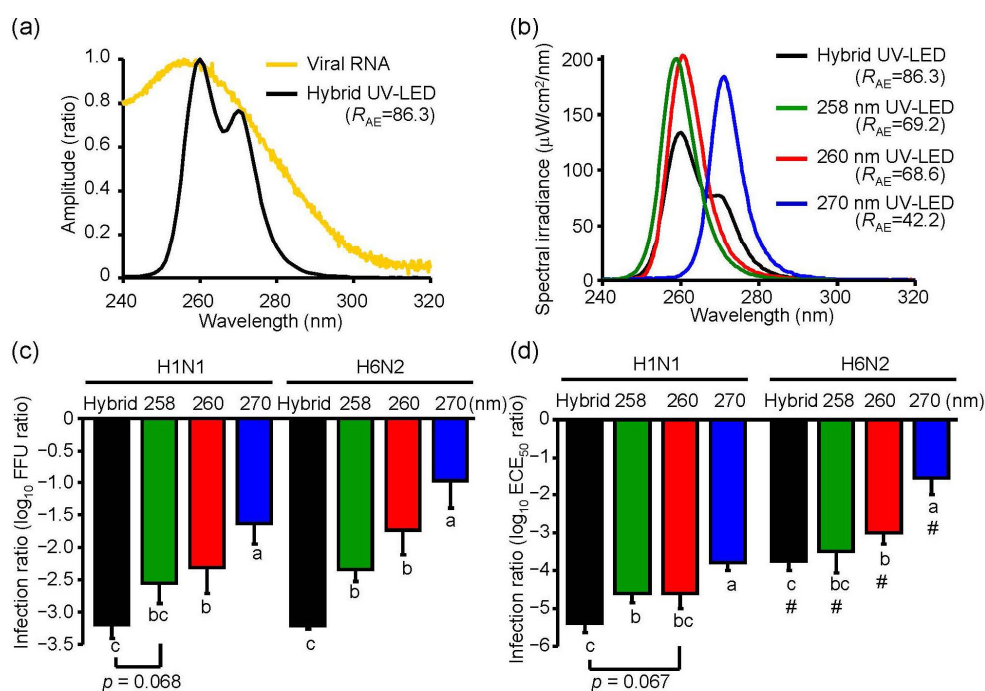 (a)
1.0
0.8
0.6
0.4
0.2
0
Amplitude (ratio)
Viral RNA
Hybrid UV-LED
(RAE=86.3)
240 260 280 300 320
Wavelength (nm)
(b)
200
150
100
50
0
Spectral irradiance (µW/cm2/nm)
Hybrid UV-LED
(RAE=86.3)
258 nm UV-LED
(RAE=69.2)
260 nm UV-LED
(RAE=68.6)
270 nm UV-LED
(RAE=42.2)
240 260 280 300 320
Wavelength (nm)
(c)
H1N1 H6N2
Hybrid 258 260 270 Hybrid 258 260 270 (nm)
0
−0.5
−1.0
−1.5
−2.0
−2.5
−3.0
−3.5
Infection ratio (log10 FFU ratio)
c bc b a c b b a
p = 0.068
(d)
H1N1 H6N2
Hybrid 258 260 270 Hybrid 258 260 270 (nm)
0
−1
−2
−3
−4
−5
−6
Infection ratio (log10 ECE50 ratio)
c b bc a c bc b a
# # # #
p = 0.067